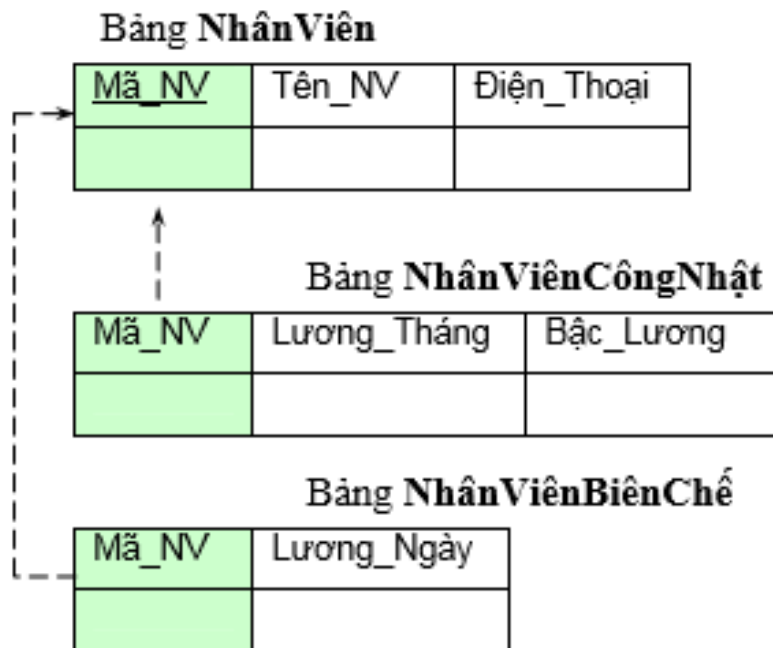 Bảng NhânViên
Mã_NV Tên_NV Điện_Thoại
Bảng NhânViênCôngNhật
Mã_NV Lương_Tháng Bậc_Lương
Bảng NhânViênBiênChế
Mã_NV Lương_Ngày